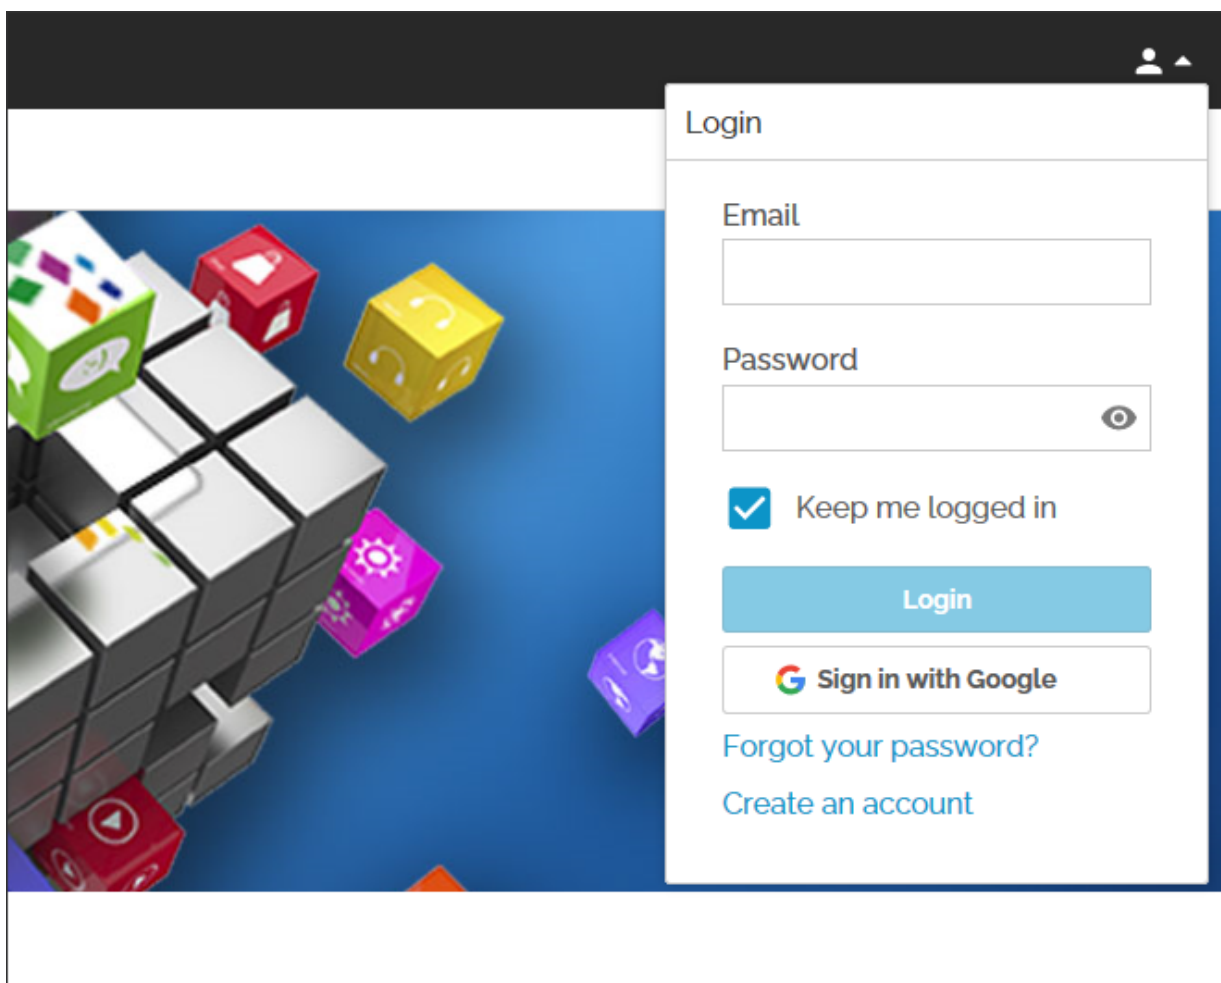 Login
Email
Password
Keep me logged in
Login
Sign in with Google
Forgot your password?
Create an account